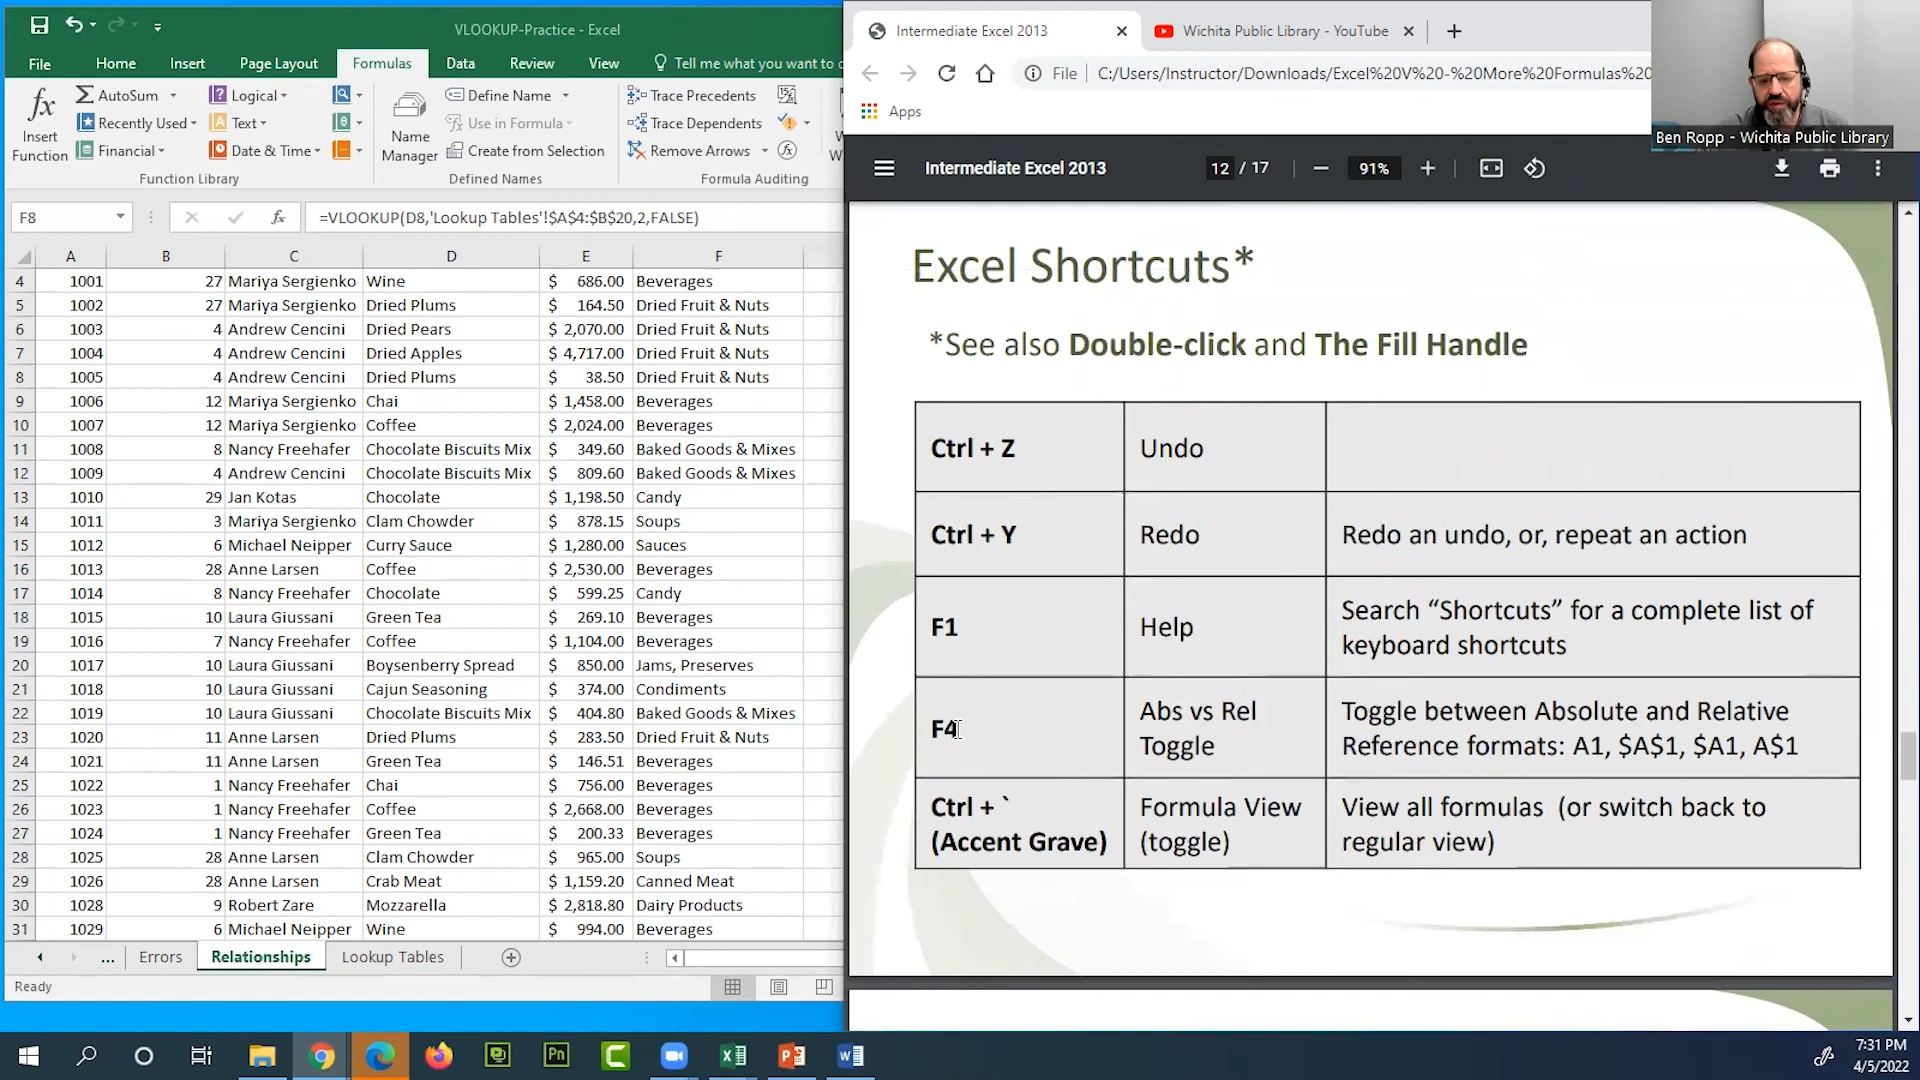 VLOOKUP-Practice - Excel
File Home Insert Page Layout Formulas Data Review View Tell me what you want to
fx Insert Function
AutoSum
Recently Used
Financial
Logical
Text
Date & Time
Function Library
Name Manager
Define Name
Use in Formula
Create from Selection
Defined Names
Trace Precedents
Trace Dependents
Remove Arrows
Formula Auditing
F8 fx =VLOOKUP(D8,'Lookup Tables'!$A$4:$B$20,2,FALSE)
A B C D E F
4 1001 27 Mariya Sergienko Wine $ 686.00 Beverages
5 1002 27 Mariya Sergienko Dried Plums $ 164.50 Dried Fruit & Nuts
6 1003 4 Andrew Cencini Dried Pears $ 2,070.00 Dried Fruit & Nuts
7 1004 4 Andrew Cencini Dried Apples $ 4,717.00 Dried Fruit & Nuts
8 1005 4 Andrew Cencini Dried Plums $ 38.50 Dried Fruit & Nuts
9 1006 12 Mariya Sergienko Chai $ 1,458.00 Beverages
10 1007 12 Mariya Sergienko Coffee $ 2,024.00 Beverages
11 1008 8 Nancy Freehafer Chocolate Biscuits Mix $ 349.60 Baked Goods & Mixes
12 1009 4 Andrew Cencini Chocolate Biscuits Mix $ 809.60 Baked Goods & Mixes
13 1010 29 Jan Kotas Chocolate $ 1,198.50 Candy
14 1011 3 Mariya Sergienko Clam Chowder $ 878.15 Soups
15 1012 6 Michael Neipper Curry Sauce $ 1,280.00 Sauces
16 1013 28 Anne Larsen Coffee $ 2,530.00 Beverages
17 1014 8 Nancy Freehafer Chocolate $ 599.25 Candy
18 1015 10 Laura Giussani Green Tea $ 269.10 Beverages
19 1016 7 Nancy Freehafer Coffee $ 1,104.00 Beverages
20 1017 10 Laura Giussani Boysenberry Spread $ 850.00 Jams, Preserves
21 1018 10 Laura Giussani Cajun Seasoning $ 374.00 Condiments
22 1019 10 Laura Giussani Chocolate Biscuits Mix $ 404.80 Baked Goods & Mixes
23 1020 11 Anne Larsen Dried Plums $ 283.50 Dried Fruit & Nuts
24 1021 11 Anne Larsen Green Tea $ 146.51 Beverages
25 1022 1 Nancy Freehafer Chai $ 756.00 Beverages
26 1023 1 Nancy Freehafer Coffee $ 2,668.00 Beverages
27 1024 1 Nancy Freehafer Green Tea $ 200.33 Beverages
28 1025 28 Anne Larsen Clam Chowder $ 965.00 Soups
29 1026 28 Anne Larsen Crab Meat $ 1,159.20 Canned Meat
30 1028 9 Robert Zare Mozzarella $ 2,818.80 Dairy Products
31 1029 6 Michael Neipper Wine $ 994.00 Beverages
... Errors Relationships Lookup Tables
Ready
Intermediate Excel 2013
Wichita Public Library - YouTube
File C:/Users/Instructor/Downloads/Excel%20V%20-%20More%20Formulas%20
Apps
Ben Ropp - Wichita Public Library
Intermediate Excel 2013 12 / 17 91%
Excel Shortcuts*
*See also Double-click and The Fill Handle
Ctrl + Z Undo
Ctrl + Y Redo Redo an undo, or, repeat an action
F1 Help Search “Shortcuts” for a complete list of
keyboard shortcuts
F4 Abs vs Rel Toggle between Absolute and Relative
Toggle Reference formats: A1, $A$1, $A1, A$1
Ctrl + ` Formula View View all formulas (or switch back to
(Accent Grave) (toggle) regular view)
Pn
7:31 PM
4/5/2022